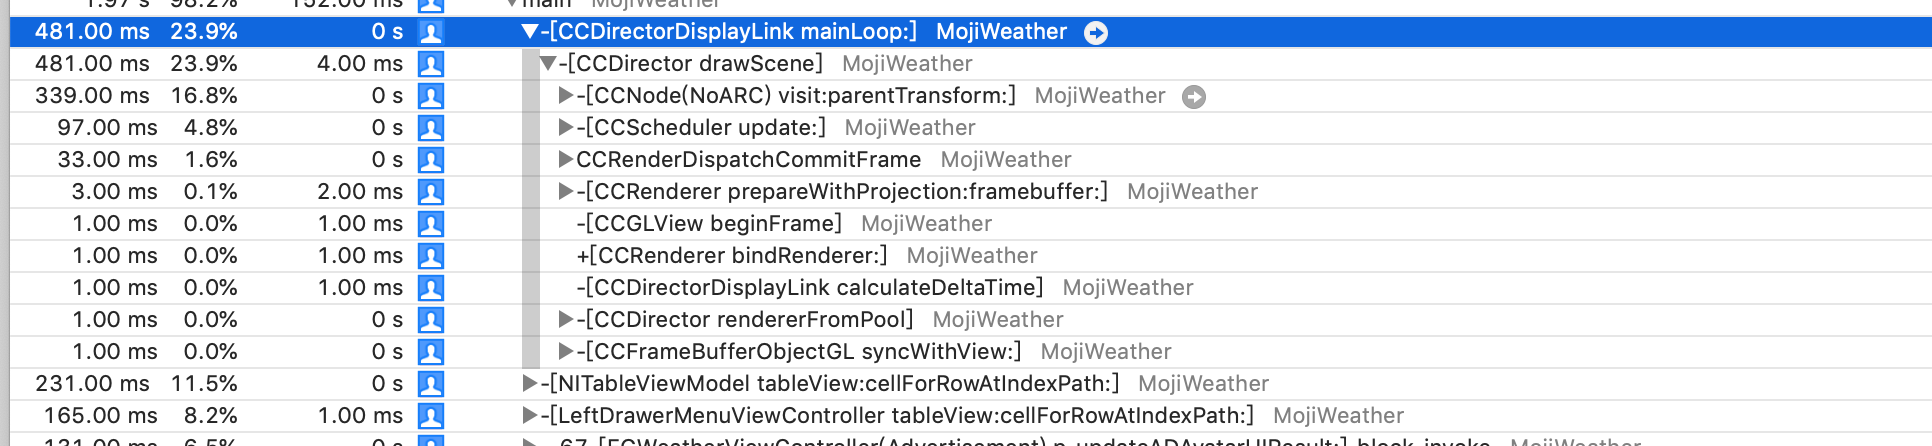 1.97 s 98.2% 152.00 ms main MojiWeather
481.00 ms 23.9% 0 s -[CCDirectorDisplayLink mainLoop:] MojiWeather
481.00 ms 23.9% 4.00 ms -[CCDirector drawScene] MojiWeather
339.00 ms 16.8% 0 s -[CCNode(NoARC) visit:parentTransform:] MojiWeather
97.00 ms 4.8% 0 s -[CCScheduler update:] MojiWeather
33.00 ms 1.6% 0 s CCRenderDispatchCommitFrame MojiWeather
3.00 ms 0.1% 2.00 ms -[CCRenderer prepareWithProjection:framebuffer:] MojiWeather
1.00 ms 0.0% 1.00 ms -[CCGLView beginFrame] MojiWeather
1.00 ms 0.0% 1.00 ms +[CCRenderer bindRenderer:] MojiWeather
1.00 ms 0.0% 1.00 ms -[CCDirectorDisplayLink calculateDeltaTime] MojiWeather
1.00 ms 0.0% 0 s -[CCDirector rendererFromPool] MojiWeather
1.00 ms 0.0% 0 s -[CCFrameBufferObjectGL syncWithView:] MojiWeather
231.00 ms 11.5% 0 s -[NITableViewModel tableView:cellForRowAtIndexPath:] MojiWeather
165.00 ms 8.2% 1.00 ms -[LeftDrawerMenuViewController tableView:cellForRowAtIndexPath:] MojiWeather
131.00 ms 6.5% 0 s MojiWeather